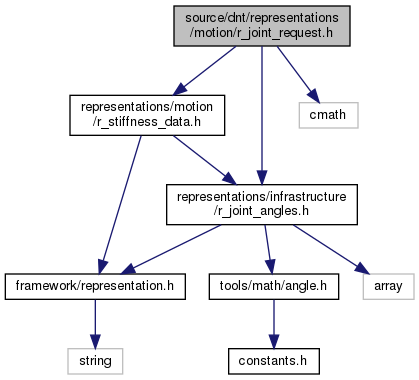 source/dnt/representations
/motion/r_joint_request.h
representations/motion
/r_stiffness_data.h
cmath
representations/infrastructure
/r_joint_angles.h
framework/representation.h
tools/math/angle.h
array
string
constants.h